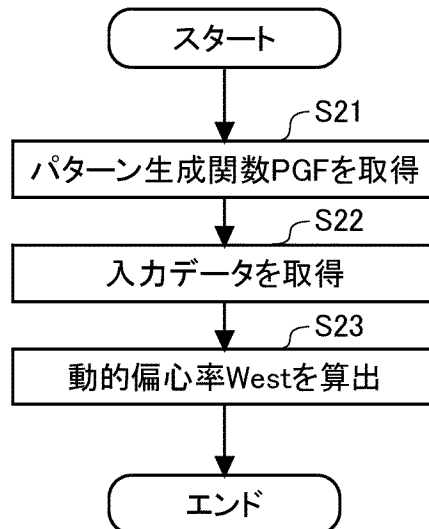 スタート
S21
パターン生成関数PGFを取得
S22
入力データを取得
S23
動的偏心率Westを算出
エンド